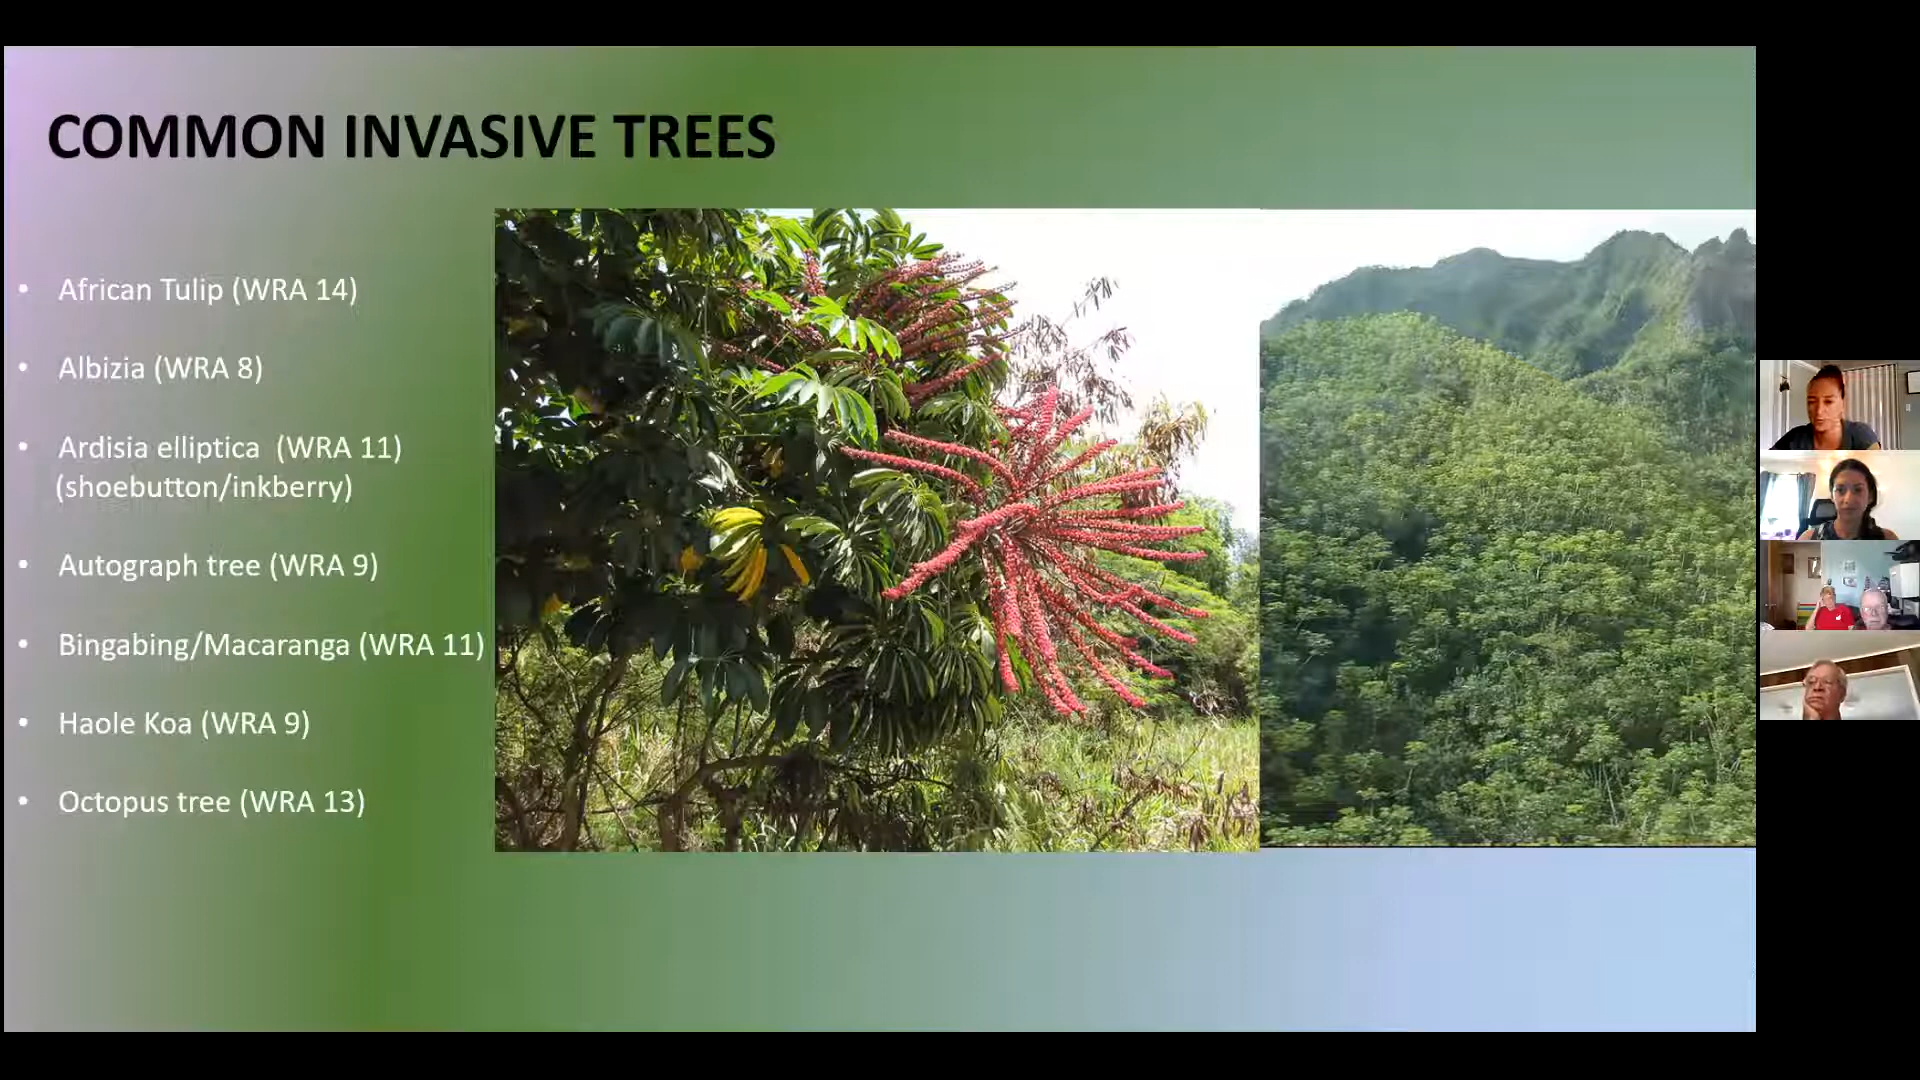 COMMON INVASIVE TREES
• African Tulip (WRA 14)
• Albizia (WRA 8)
• Ardisia elliptica  (WRA 11)
(shoebutton/inkberry)
• Autograph tree (WRA 9)
• Bingabing/Macaranga (WRA 11)
• Haole Koa (WRA 9)
• Octopus tree (WRA 13)